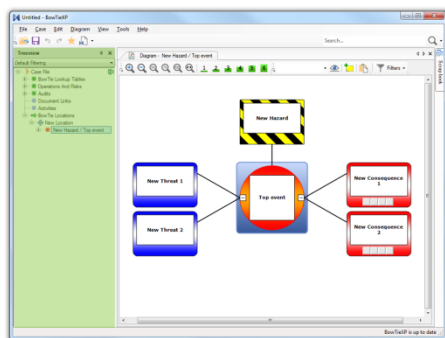 Untitled - BowTieXP
File Case Edit Diagram View Tools Help
Search...
Treeview
Diagram - New Hazard / Top event
Default Filtering
Filters
Case File
BowTie Lookup Tables
Operations And Risks
Audits
Document Links
Activities
BowTie Locations
New Location
New Hazard / Top event
New Hazard
New Threat 1
New Consequence
1
Top event
New Threat 2
New Consequence
2
BowTieXP is up to date